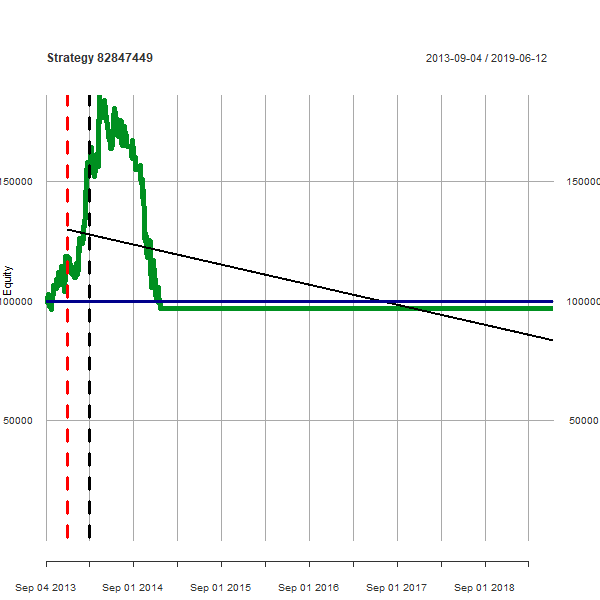 Strategy 82847449 2013-09-04 / 2019-06-12
150000 150000
Equity
100000 100000
50000 50000
Sep 04 2013 Sep 01 2014 Sep 01 2015 Sep 01 2016 Sep 01 2017 Sep 01 2018